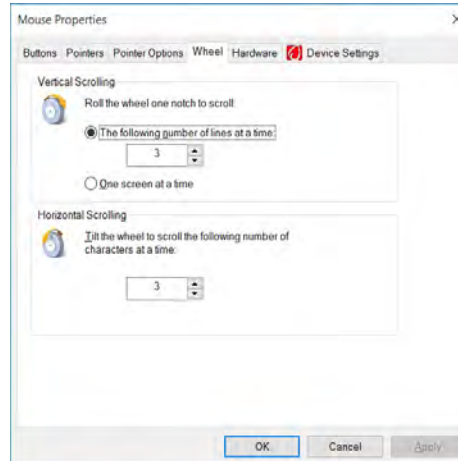 Mouse Properties
Buttons Pointers Pointer Options Wheel Hardware Device Settings
Vertical Scrolling
Roll the wheel one notch to scroll:
The following number of lines at a time:
3
One screen at a time
Horizontal Scrolling
Tilt the wheel to scroll the following number of
characters at a time:
3
OK Cancel Apply